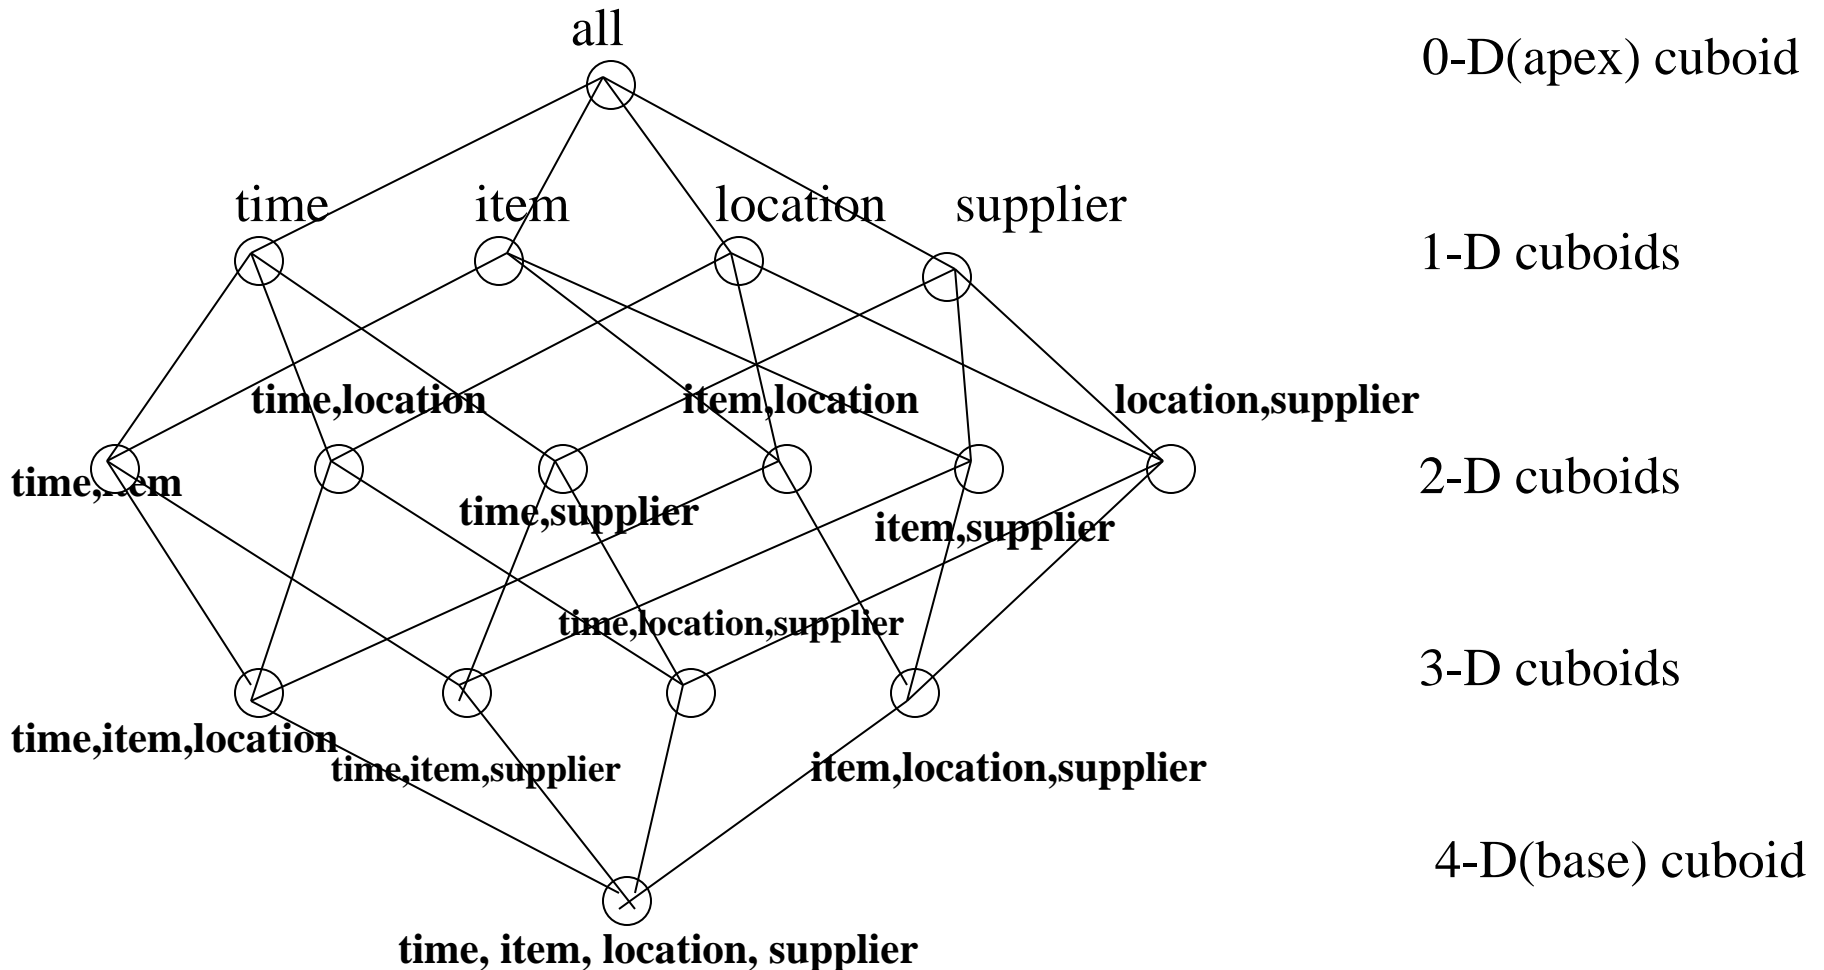 all
0-D(apex) cuboid
time
item
location
supplier
1-D cuboids
time,location
item,location
location,supplier
time,item
time,supplier
item,supplier
2-D cuboids
time,location,supplier
3-D cuboids
time,item,location
time,item,supplier
item,location,supplier
4-D(base) cuboid
time, item, location, supplier